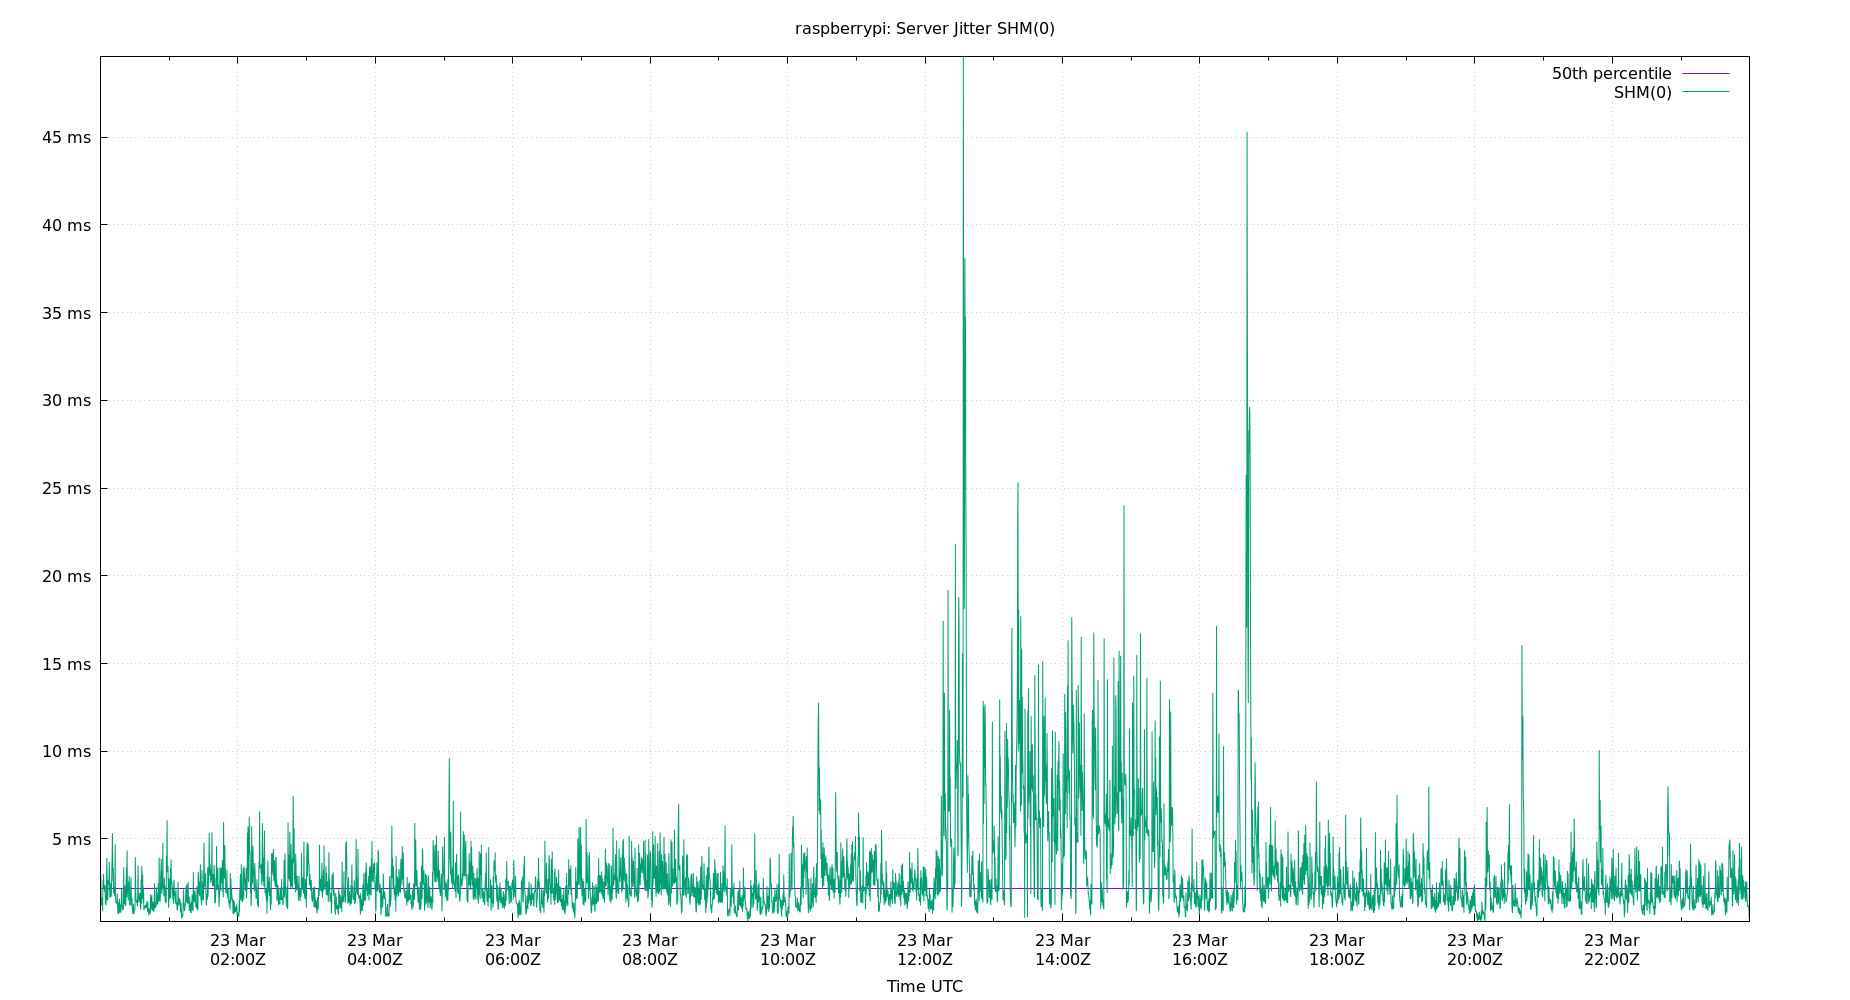 raspberrypi: Server Jitter SHM(0)
50th percentile
SHM(0)
45 ms
40 ms
35 ms
30 ms
25 ms
20 ms
15 ms
10 ms
5 ms
23 Mar 23 Mar 23 Mar 23 Mar 23 Mar 23 Mar 23 Mar 23 Mar 23 Mar 23 Mar 23 Mar
02:00Z 04:00Z 06:00Z 08:00Z 10:00Z 12:00Z 14:00Z 16:00Z 18:00Z 20:00Z 22:00Z
Time UTC